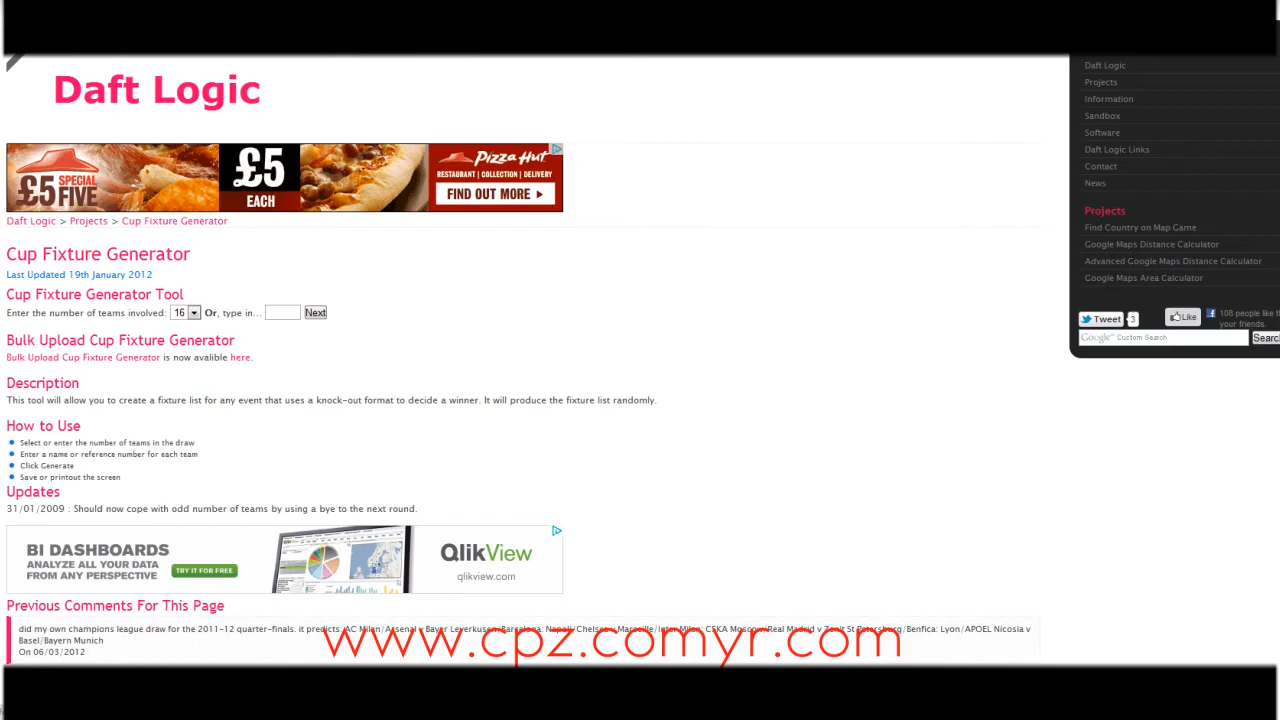 Daft Logic
£5 SPECIAL FIVE
£5 EACH
Pizza Hut
RESTAURANT | COLLECTION | DELIVERY
FIND OUT MORE
Daft Logic > Projects > Cup Fixture Generator
Cup Fixture Generator
Last Updated 19th January 2012
Cup Fixture Generator Tool
Enter the number of teams involved: 16 Or, type in... Next
Bulk Upload Cup Fixture Generator
Bulk Upload Cup Fixture Generator is now avalible here.
Description
This tool will allow you to create a fixture list for any event that uses a knock-out format to decide a winner. It will produce the fixture list randomly.
How to Use
Select or enter the number of teams in the draw
Enter a name or reference number for each team
Click Generate
Save or printout the screen
Updates
31/01/2009 : Should now cope with odd number of teams by using a bye to the next round.
BI DASHBOARDS
ANALYZE ALL YOUR DATA
FROM ANY PERSPECTIVE
TRY IT FOR FREE
QlikView
qlikview.com
Previous Comments For This Page
did my own champions league draw for the 2011-12 quarter-finals. it predicts: AC Milan/Arsenal v Bayer Leverkusen/Barcelona: Napoli/Chelsea v Marseille/Inter Milan: CSKA Moscow/Real Madrid v Zenit St Petersburg/Benfica: Lyon/APOEL Nicosia v
Basel/Bayern Munich
On 06/03/2012
www.cpz.comyr.com
Daft Logic
Projects
Information
Sandbox
Software
Daft Logic Links
Contact
News
Projects
Find Country on Map Game
Google Maps Distance Calculator
Advanced Google Maps Distance Calculator
Google Maps Area Calculator
Tweet 3
Like
108 people like
your friends.
Google Custom Search
Search